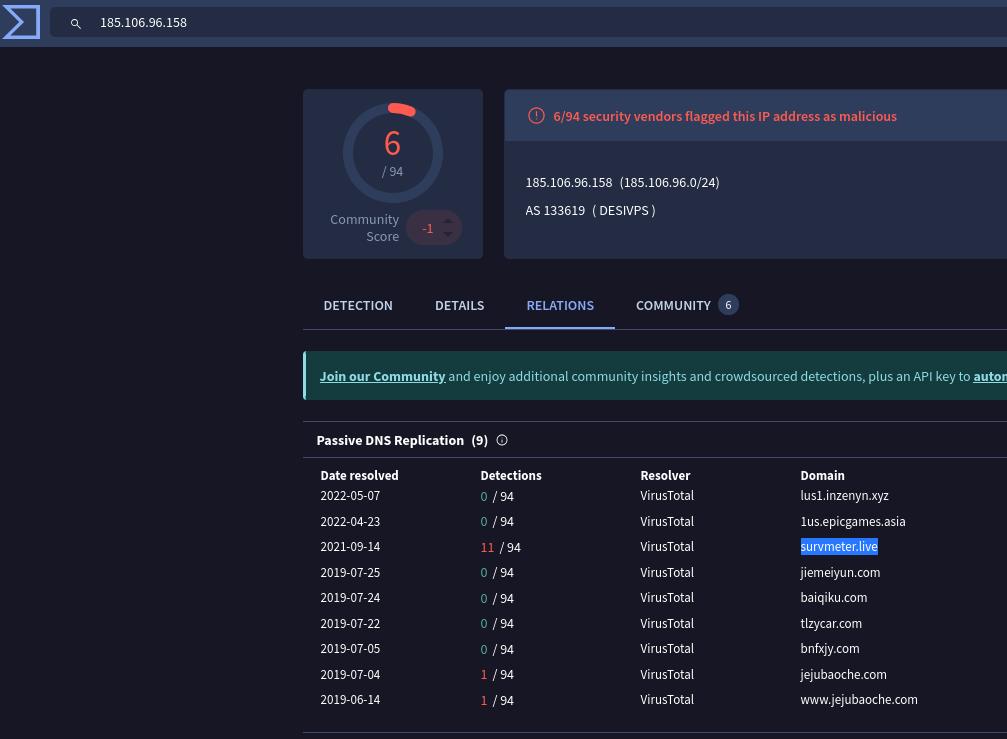 185.106.96.158
6
/ 94
Community
Score
-1
6/94 security vendors flagged this IP address as malicious
185.106.96.158 (185.106.96.0/24)
AS 133619 ( DESIVPS )
DETECTION DETAILS RELATIONS COMMUNITY 6
Join our Community and enjoy additional community insights and crowdsourced detections, plus an API key to auton
Passive DNS Replication (9)
Date resolved Detections Resolver Domain
2022-05-07 0 / 94 VirusTotal lus1.inzenyn.xyz
2022-04-23 0 / 94 VirusTotal 1us.epicgames.asia
2021-09-14 11 / 94 VirusTotal survmeter.live
2019-07-25 0 / 94 VirusTotal jiemeiyun.com
2019-07-24 0 / 94 VirusTotal baiqiku.com
2019-07-22 0 / 94 VirusTotal tlzycar.com
2019-07-05 0 / 94 VirusTotal bnfxjy.com
2019-07-04 1 / 94 VirusTotal jejubaoche.com
2019-06-14 1 / 94 VirusTotal www.jejubaoche.com